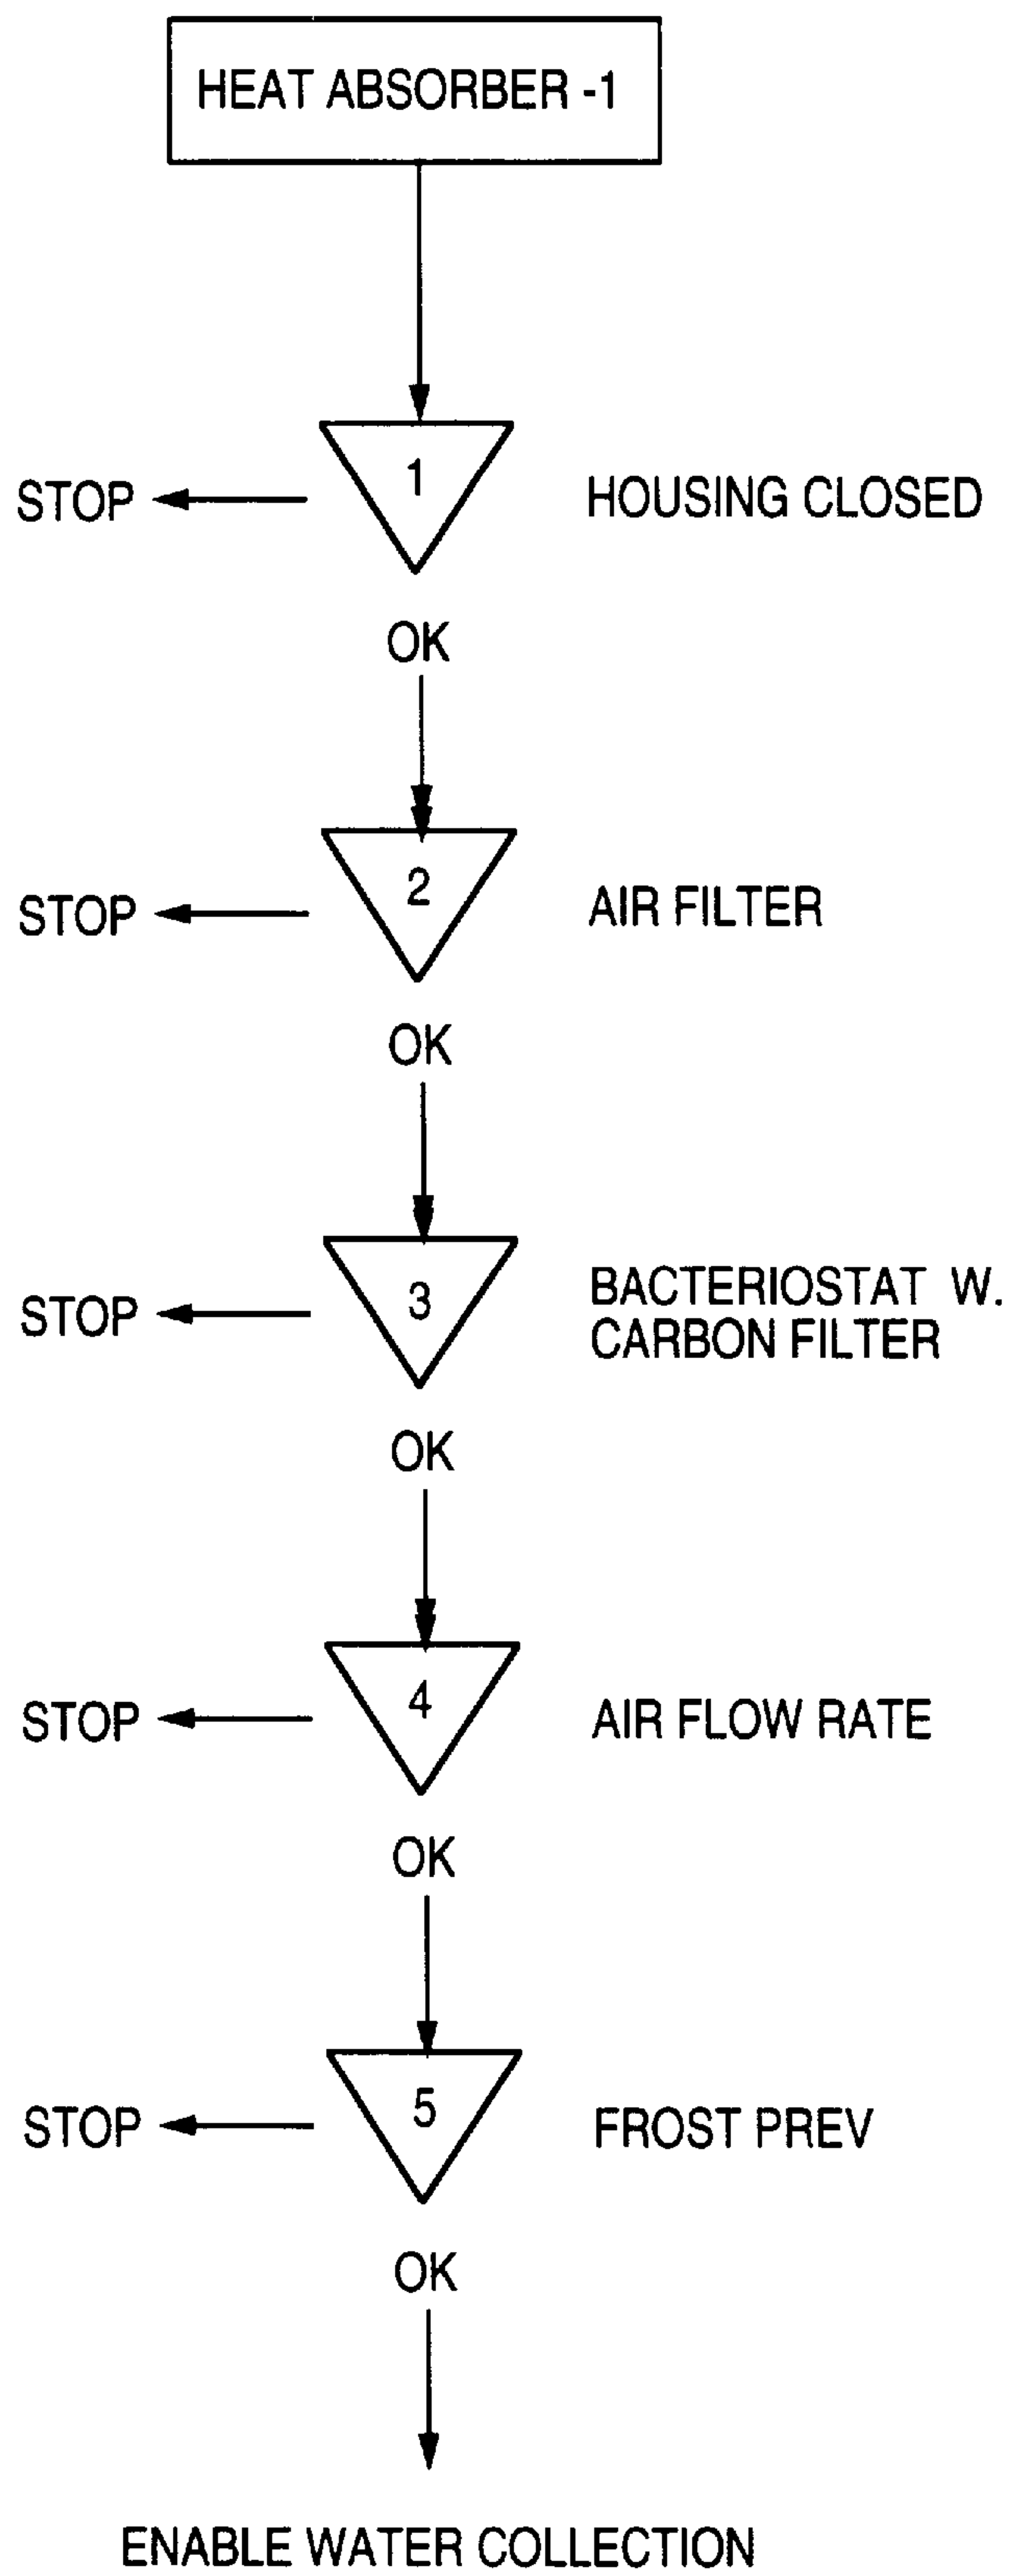 HEAT ABSORBER -1
1
STOP
HOUSING CLOSED
OK
2
STOP
AIR FILTER
OK
3
STOP
BACTERIOSTAT W.
CARBON FILTER
OK
4
STOP
AIR FLOW RATE
OK
5
STOP
FROST PREV
OK
ENABLE WATER COLLECTION